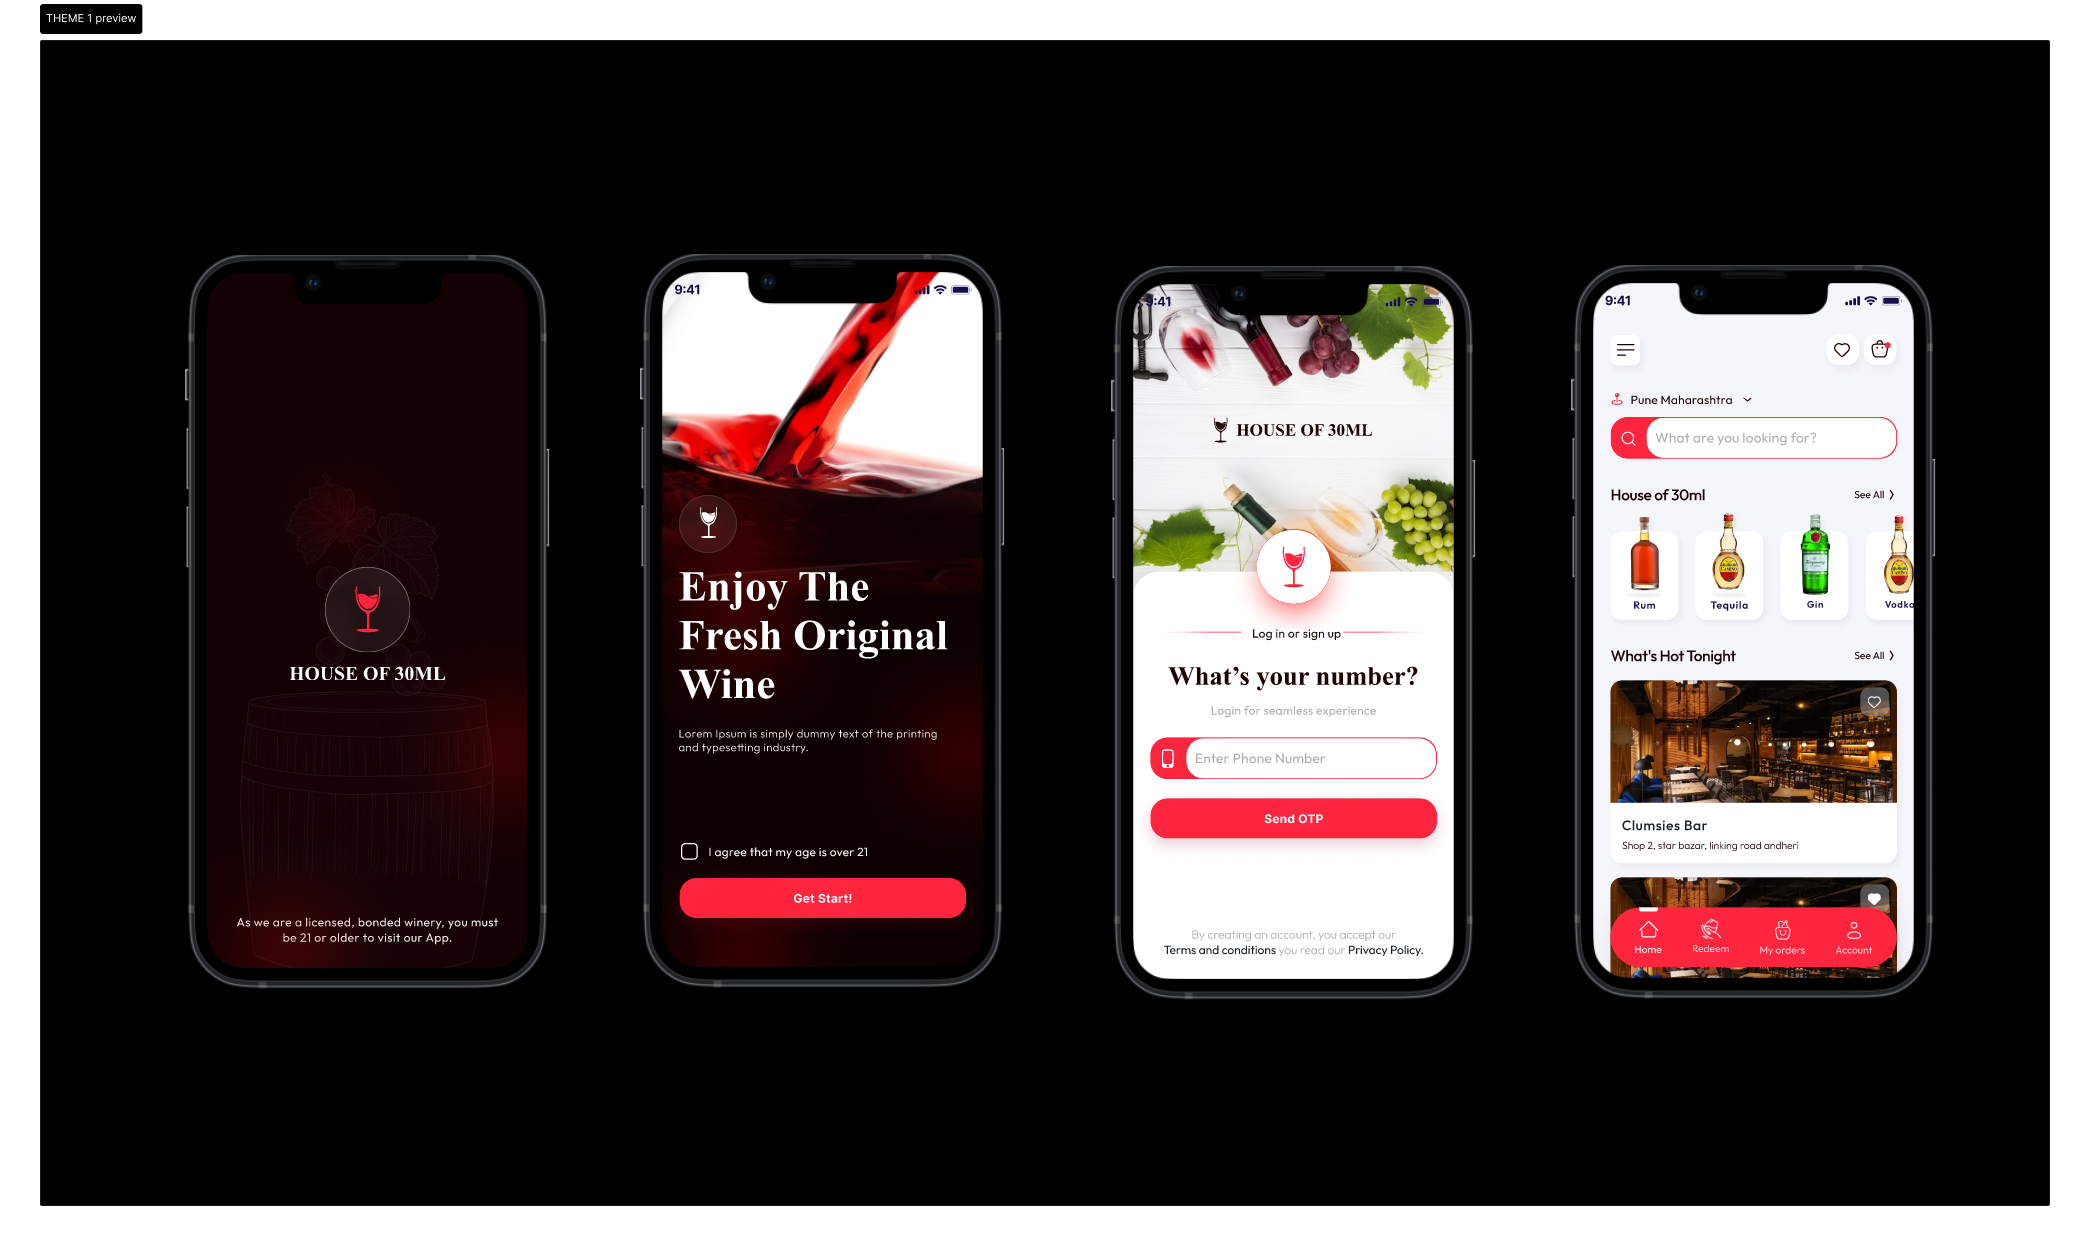 THEME 1 preview
HOUSE OF 30ML
As we are a licensed, bonded winery, you must
be 21 or older to visit our App.
9:41
Enjoy The
Fresh Original
Wine
Lorem Ipsum is simply dummy text of the printing
and typesetting industry.
I agree that my age is over 21
Get Start!
9:41
HOUSE OF 30ML
Log in or sign up
What's your number?
Login for seamless experience
Enter Phone Number
Send OTP
By creating an account, you accept our
Terms and conditions you read our Privacy Policy.
9:41
Pune Maharashtra
What are you looking for?
House of 30ml
See All
Rum
Tequila
Gin
Vodka
What's Hot Tonight
See All
Clumsies Bar
Shop 2, star bazar, linking road andheri
Home
Redeem
My orders
Account